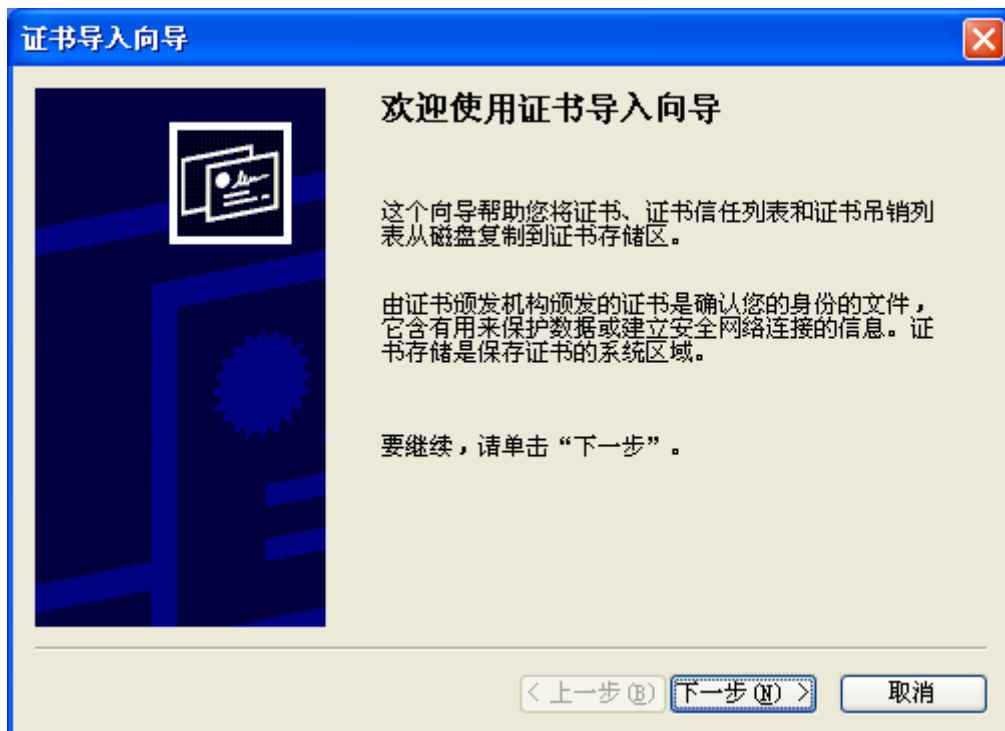 证书导入向导
欢迎使用证书导入向导
这个向导帮助您将证书、证书信任列表和证书吊销列
表从磁盘复制到证书存储区。
由证书颁发机构颁发的证书是确认您的身份的文件，
它含有用来保护数据或建立安全网络连接的信息。证
书存储是保存证书的系统区域。
要继续，请单击“下一步”。
< 上一步(B) 下一步(N) > 取消